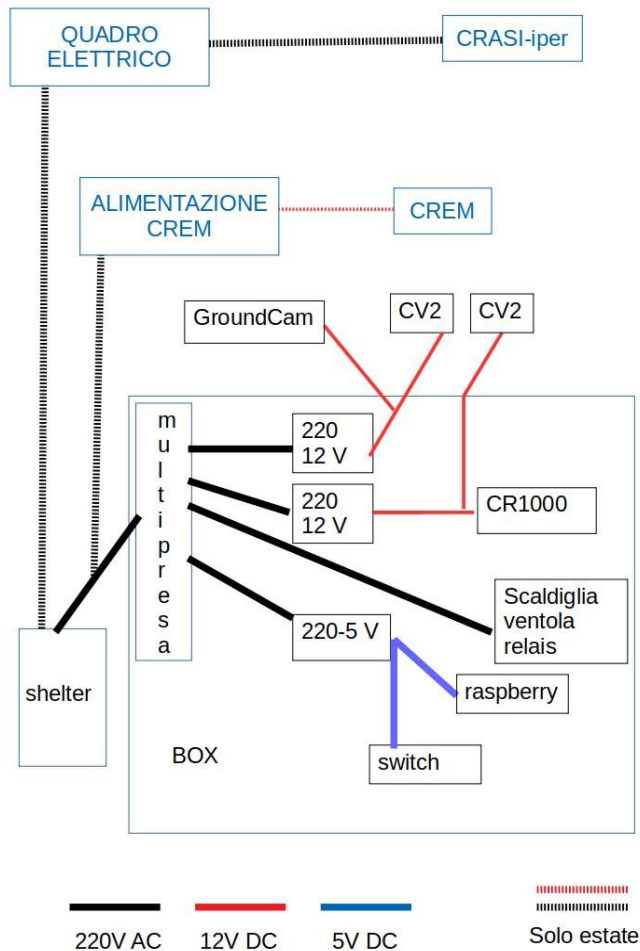 QUADRO
ELETTRICO
CRASI-iper
ALIMENTAZIONE
CREM
CREM
GroundCam
CV2
CV2
multipresa
220
12 V
220
12 V
CR1000
Scaldiglia
ventola
relais
220-5 V
shelter
raspberry
BOX
switch
220V AC
12V DC
5V DC
Solo estate